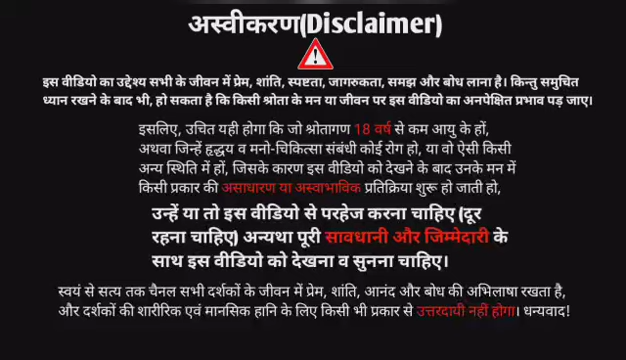 अस्वीकरण(Disclaimer)
इस वीडियो का उद्देश्य सभी के जीवन में प्रेम, शांति, स्पष्टता, जागरुकता, समझ और बोध लाना है। किन्तु समुचित
ध्यान रखने के बाद भी, हो सकता है कि किसी श्रोता के मन या जीवन पर इस वीडियो का अनपेक्षित प्रभाव पड़ जाए।
इसलिए, उचित यही होगा कि जो श्रोतागण 18 वर्ष से कम आयु के हों,
अथवा जिन्हें हृद्धय व मनो-चिकित्सा संबंधी कोई रोग हो, या वो ऐसी किसी
अन्य स्थिति में हों, जिसके कारण इस वीडियो को देखने के बाद उनके मन में
किसी प्रकार की असाधारण या अस्वाभाविक प्रतिक्रिया शुरू हो जाती हो,
उन्हें या तो इस वीडियो से परहेज करना चाहिए (दूर
रहना चाहिए) अन्यथा पूरी सावधानी और जिम्मेदारी के
साथ इस वीडियो को देखना व सुनना चाहिए।
स्वयं से सत्य तक चैनल सभी दर्शकों के जीवन में प्रेम, शांति, आनंद और बोध की अभिलाषा रखता है,
और दर्शकों की शारीरिक एवं मानसिक हानि के लिए किसी भी प्रकार से उत्तरदायी नहीं होगा। धन्यवाद!